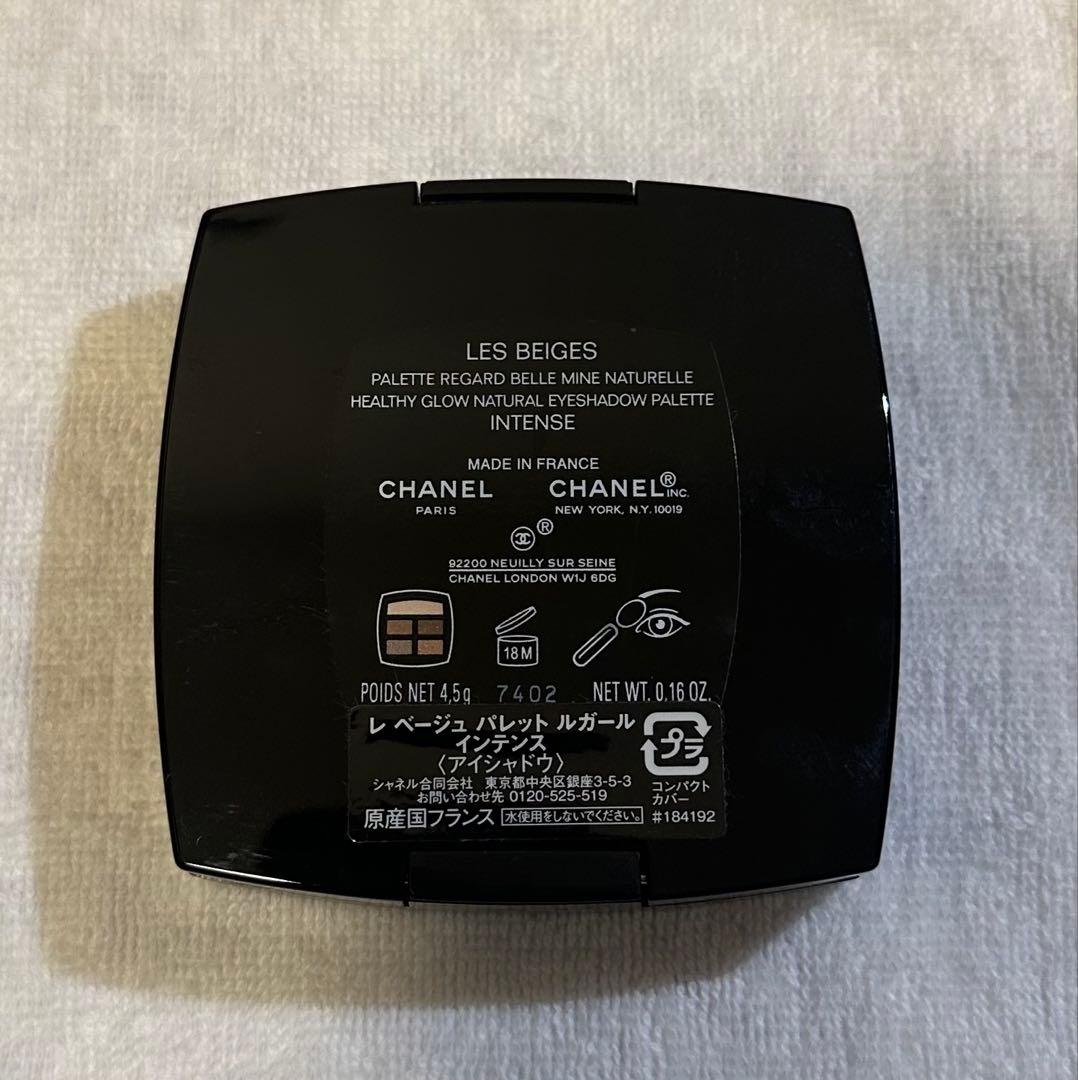 LES BEIGES
PALETTE REGARD BELLE MINE NATURELLE
HEALTHY GLOW NATURAL EYESHADOW PALETTE
INTENSE
MADE IN FRANCE
CHANEL CHANEL® INC.
PARIS NEW YORK, N.Y. 10019
®
92200 NEUILLY SUR SEINE
CHANEL LONDON W1J 6DG
18 M
POIDS NET 4,5g 7402 NET WT. 0.16 OZ.
レ ベージュ パレット ルガール
インテンス
〈アイシャドウ〉
プラ
シャネル合同会社 東京都中央区銀座3-5-3
お問い合わせ先 0120-525-519
コンパクト
カバー
原産国フランス 水使用をしないでください。 #184192